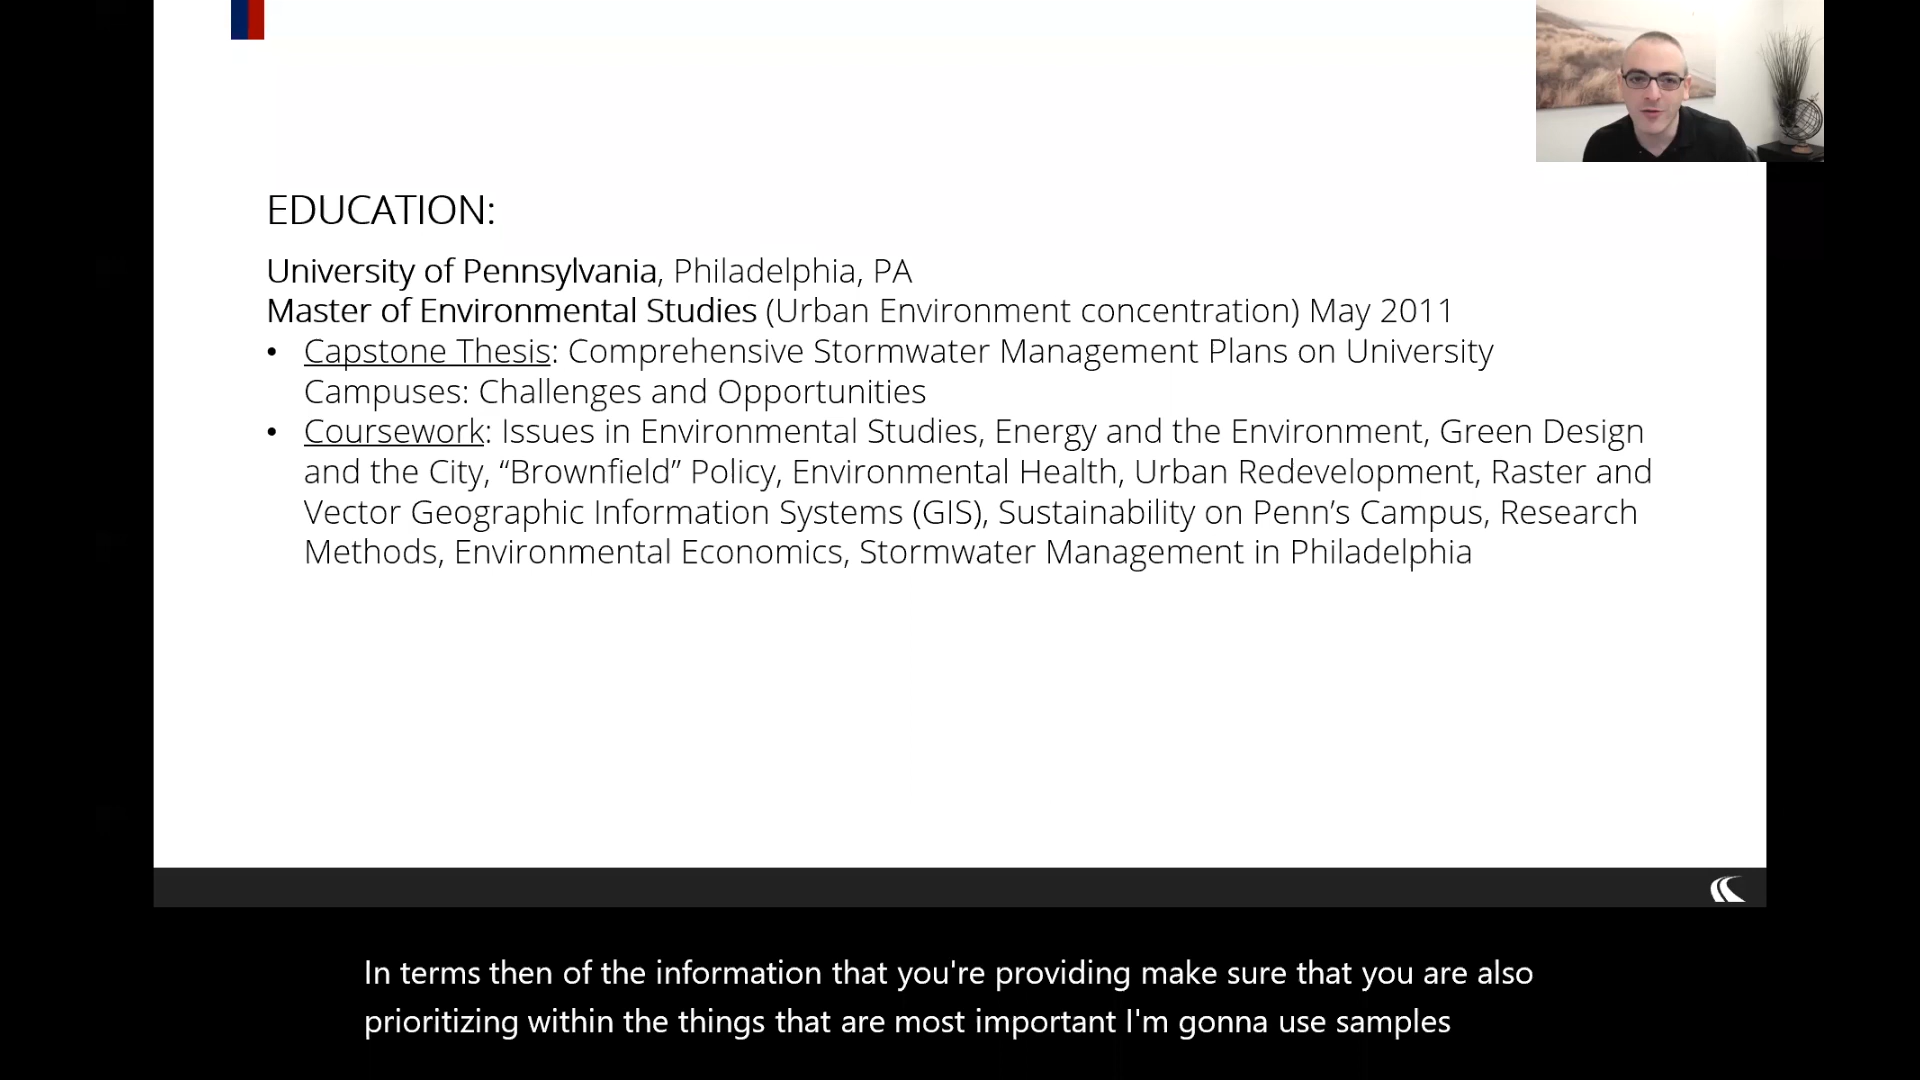 EDUCATION:
University of Pennsylvania, Philadelphia, PA
Master of Environmental Studies (Urban Environment concentration) May 2011
• Capstone Thesis: Comprehensive Stormwater Management Plans on University
Campuses: Challenges and Opportunities
• Coursework: Issues in Environmental Studies, Energy and the Environment, Green Design
and the City, “Brownfield” Policy, Environmental Health, Urban Redevelopment, Raster and
Vector Geographic Information Systems (GIS), Sustainability on Penn’s Campus, Research
Methods, Environmental Economics, Stormwater Management in Philadelphia
In terms then of the information that you're providing make sure that you are also
prioritizing within the things that are most important I'm gonna use samples